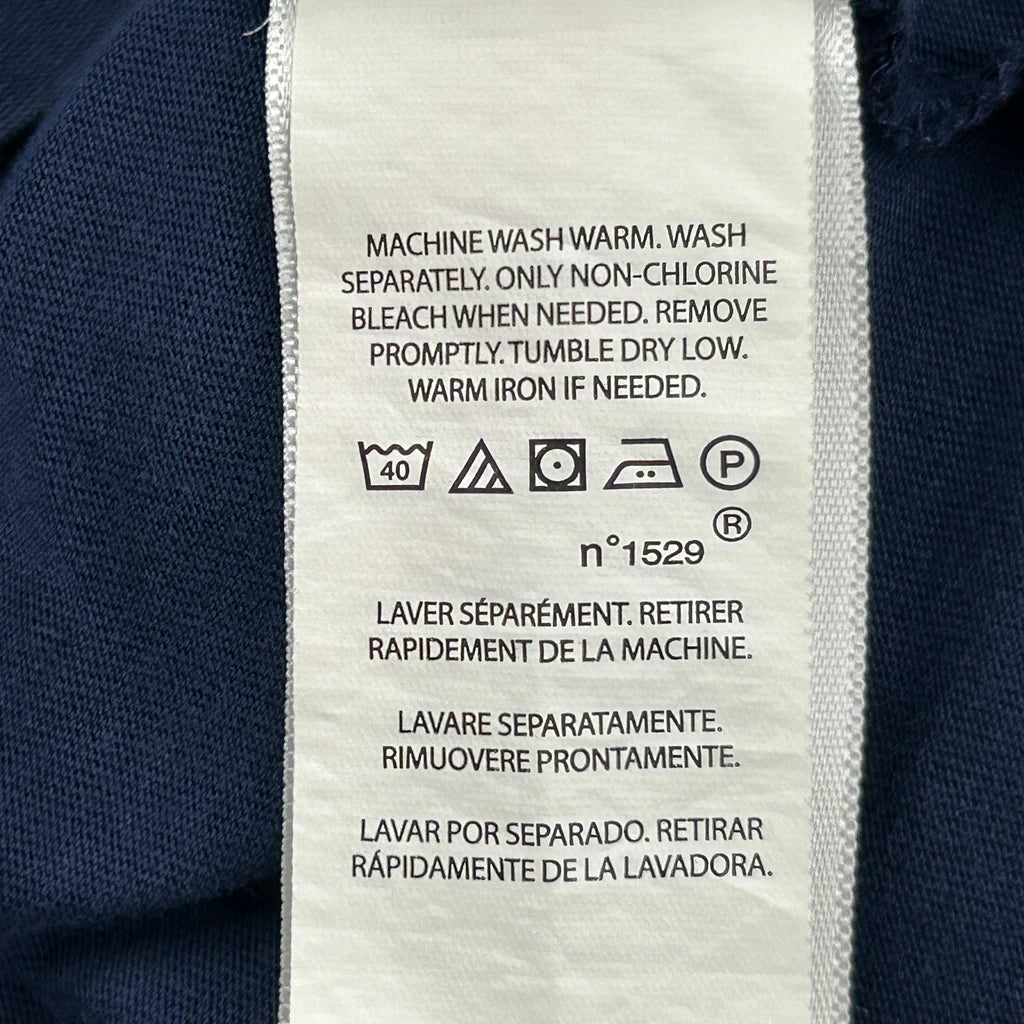 MACHINE WASH WARM. WASH
SEPARATELY. ONLY NON-CHLORINE
BLEACH WHEN NEEDED. REMOVE
PROMPTLY. TUMBLE DRY LOW.
WARM IRON IF NEEDED.
40 P
®
n°1529
LAVER SÉPARÉMENT. RETIRER
RAPIDEMENT DE LA MACHINE.
LAVARE SEPARATAMENTE.
RIMUOVERE PRONTAMENTE.
LAVAR POR SEPARADO. RETIRAR
RÁPIDAMENTE DE LA LAVADORA.